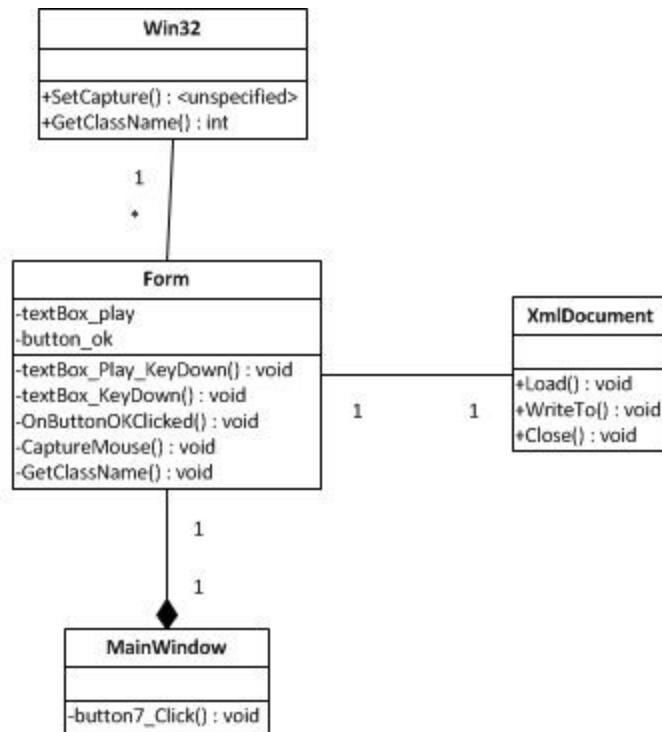 Win32
+SetCapture() : <unspecified>
+GetClassName() : int
1
*
Form
-textBox_play
-button_ok
-textBox_Play_KeyDown() : void
-textBox_KeyDown() : void
-OnButtonOKClicked() : void
-CaptureMouse() : void
-GetClassName() : void
1
1
XmlDocument
+Load() : void
+WriteTo() : void
+Close() : void
1
1
MainWindow
-button7_Click() : void